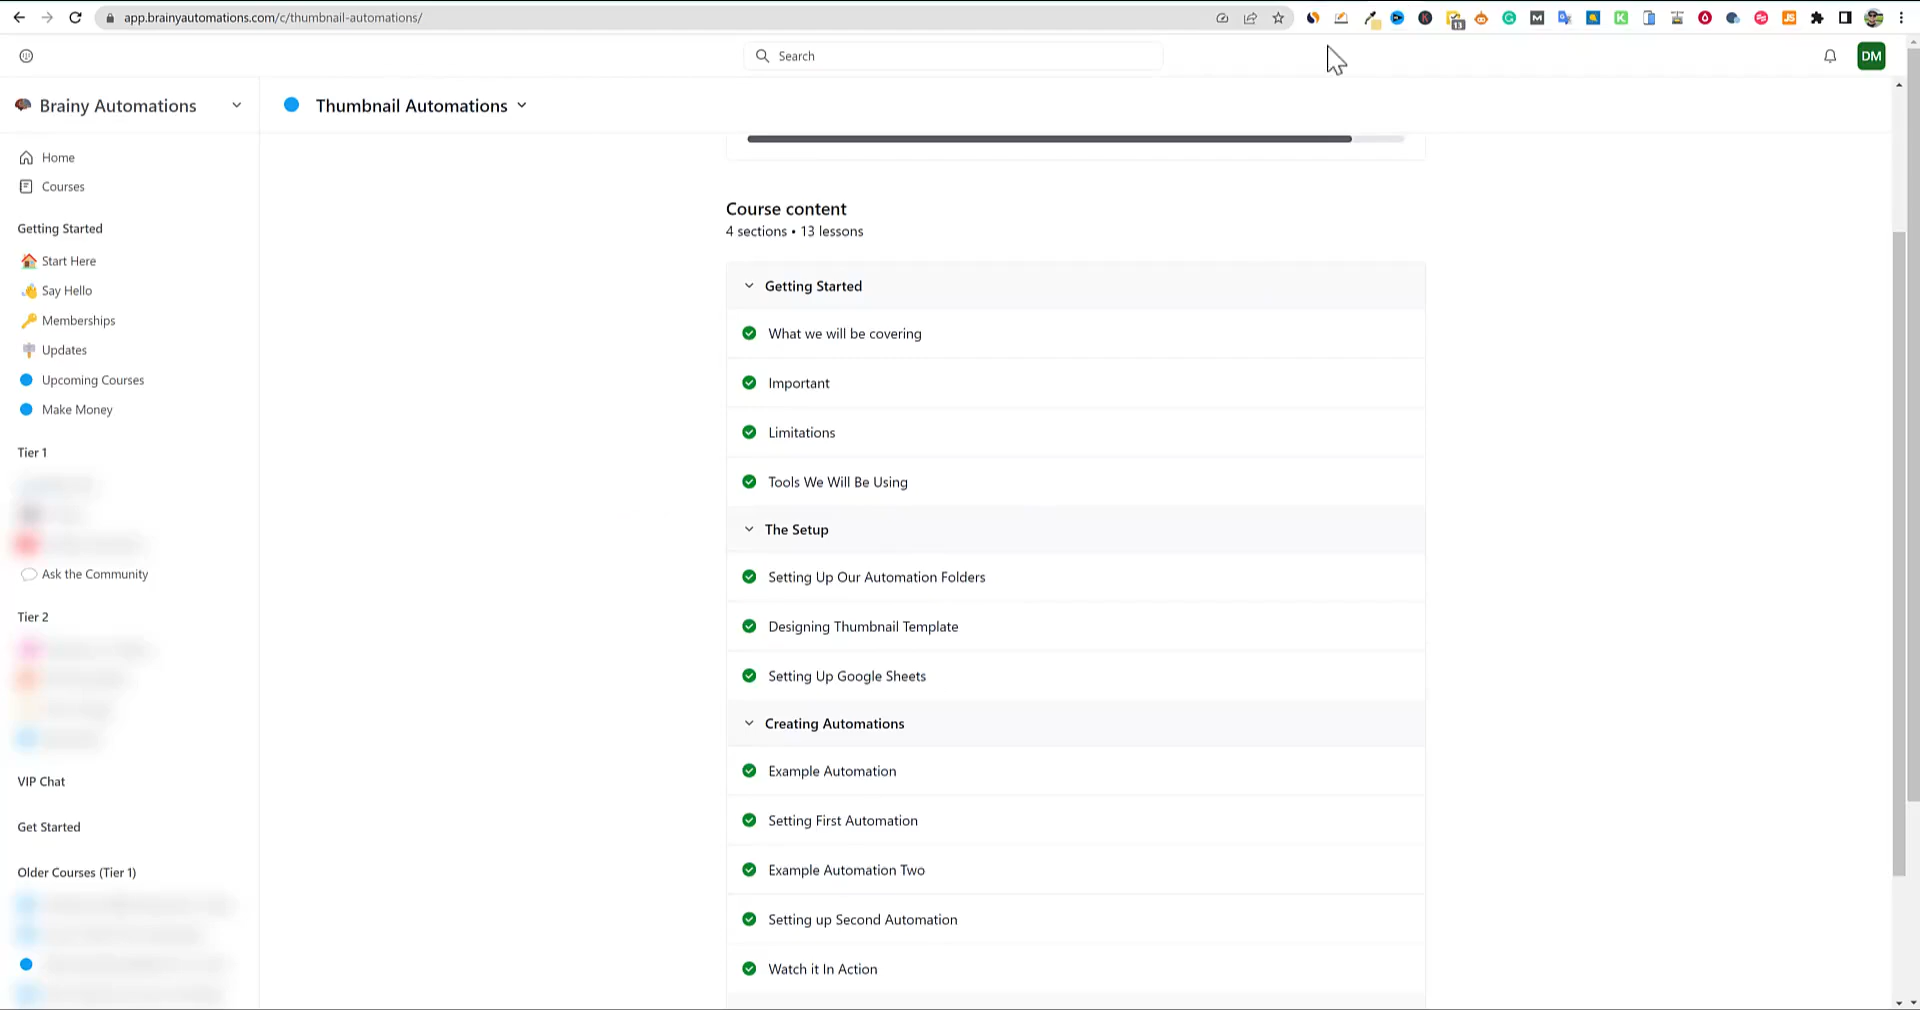 app.brainyautomations.com/c/thumbnail-automations/
13
Search
DM
Brainy Automations
Thumbnail Automations
Home
Courses
Getting Started
Start Here
Say Hello
Memberships
Updates
Upcoming Courses
Make Money
Tier 1
Ask the Community
Tier 2
VIP Chat
Get Started
Older Courses (Tier 1)
Course content
4 sections • 13 lessons
Getting Started
What we will be covering
Important
Limitations
Tools We Will Be Using
The Setup
Setting Up Our Automation Folders
Designing Thumbnail Template
Setting Up Google Sheets
Creating Automations
Example Automation
Setting First Automation
Example Automation Two
Setting up Second Automation
Watch it In Action